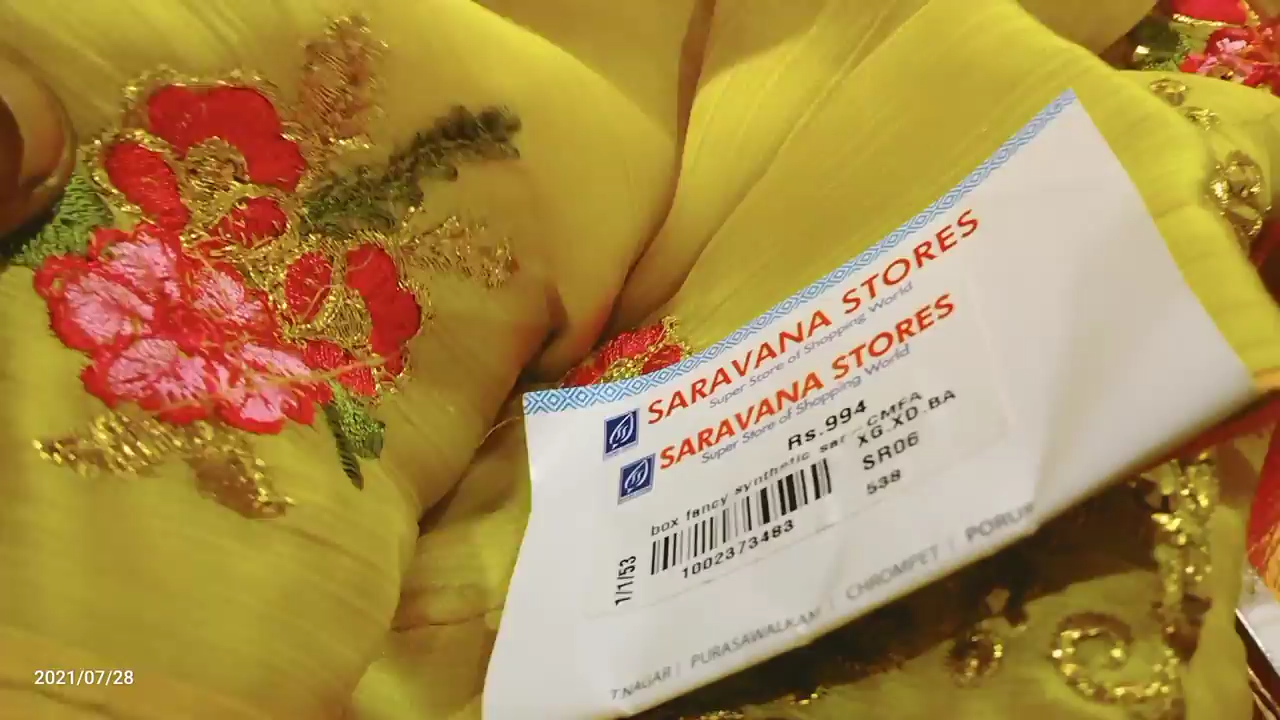 SARAVANA STORES
Super Store of Shopping World
SARAVANA STORES
Super Store of Shopping World
Rs.994
box fancy synthetic sar CMFA
XG.XD.BA
SR06
538
1002373483
1/1/53
T.NAGAR | PURASAWALKAM | CHROMPET | PORUR
2021/07/28